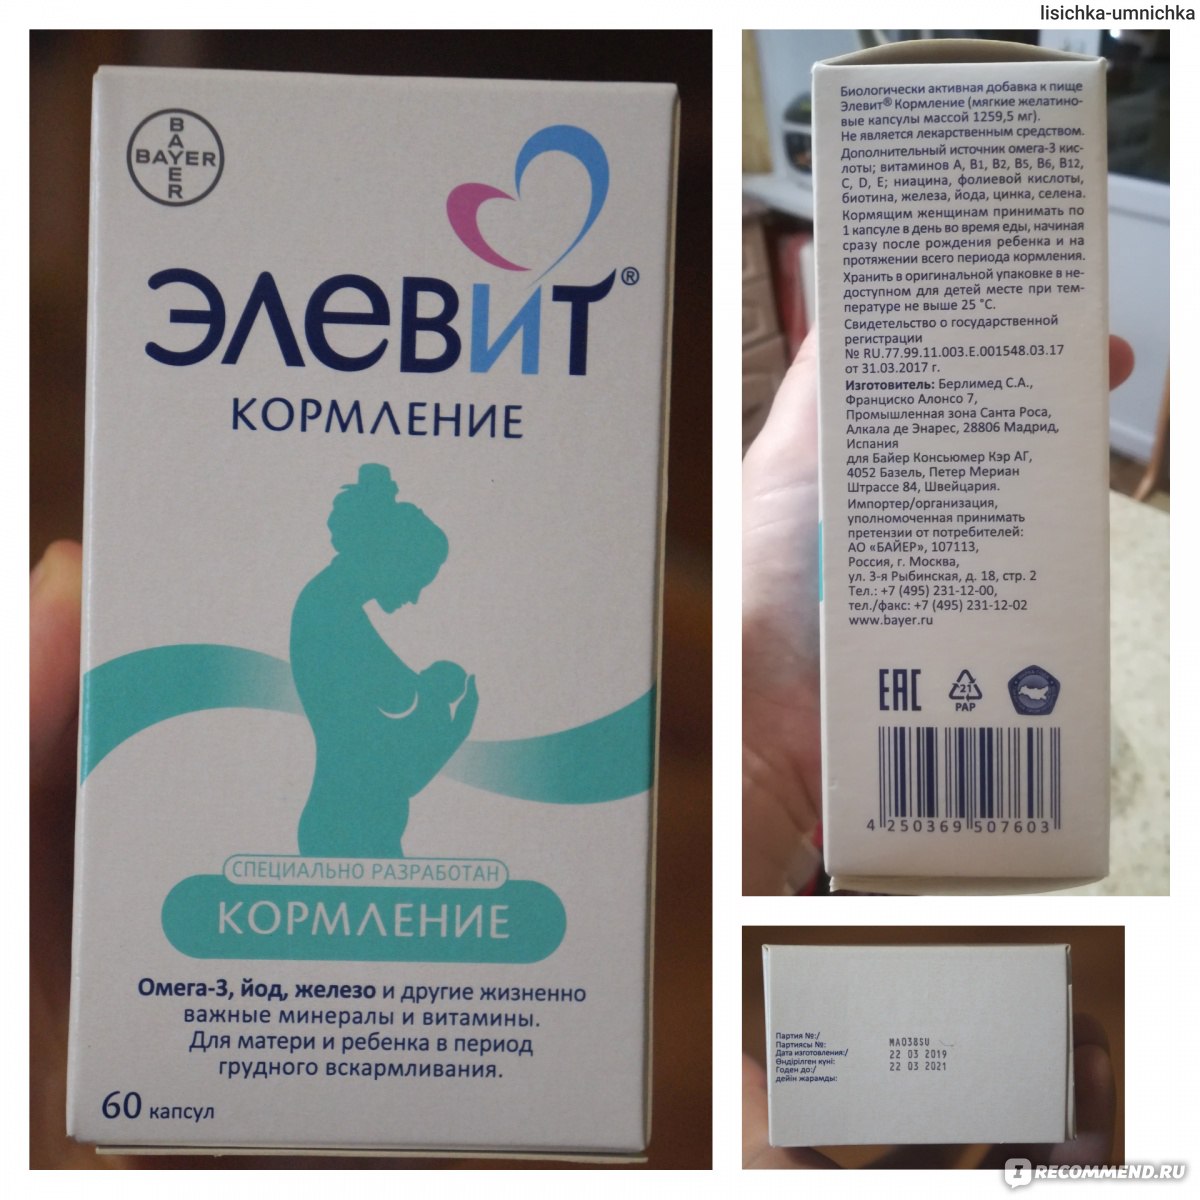 lisichka-umnichka
BAYER
BAYER
ЭЛЕВИТ®
КОРМЛЕНИЕ
СПЕЦИАЛЬНО РАЗРАБОТАН
КОРМЛЕНИЕ
Омега-3, йод, железо и другие жизненно
важные минералы и витамины.
Для матери и ребенка в период
грудного вскармливания.
60 капсул
Биологически активная добавка к пище
Элевит® Кормление (мягкие желатино-
вые капсулы массой 1259,5 мг).
Не является лекарственным средством.
Дополнительный источник омега-3 кис-
лоты; витаминов А, В1, В2, В5, В6, В12,
С, D, Е; ниацина, фолиевой кислоты,
биотина, железа, йода, цинка, селена.
Кормящим женщинам принимать по
1 капсуле в день во время еды, начиная
сразу после рождения ребенка и на
протяжении всего периода кормления.
Хранить в оригинальной упаковке в не-
доступном для детей месте при тем-
пературе не выше 25 °С.
Свидетельство о государственной
регистрации
№ RU.77.99.11.003.Е.001548.03.17
от 31.03.2017 г.
Изготовитель: Берлимед С.А.,
Франциско Алонсо 7,
Промышленная зона Санта Роса,
Алкала де Энарес, 28806 Мадрид,
Испания
для Байер Консьюмер Кэр АГ,
4052 Базель, Петер Мериан
Штрассе 84, Швейцария.
Импортер/организация,
уполномоченная принимать
претензии от потребителей:
АО «БАЙЕР», 107113,
Россия, г. Москва,
ул. 3-я Рыбинская, д. 18, стр. 2
Тел.: +7 (495) 231-12-00,
тел./факс: +7 (495) 231-12-02
www.bayer.ru
EAC
21
PAP
4 250369 507603
Партия №:/
Партиясы №: MA038SU
Дата изготовления:/ 22 03 2019
Өндірілген күні: 22 03 2021
Годен до:/
дейін жарамды:
I RECOMMEND.RU